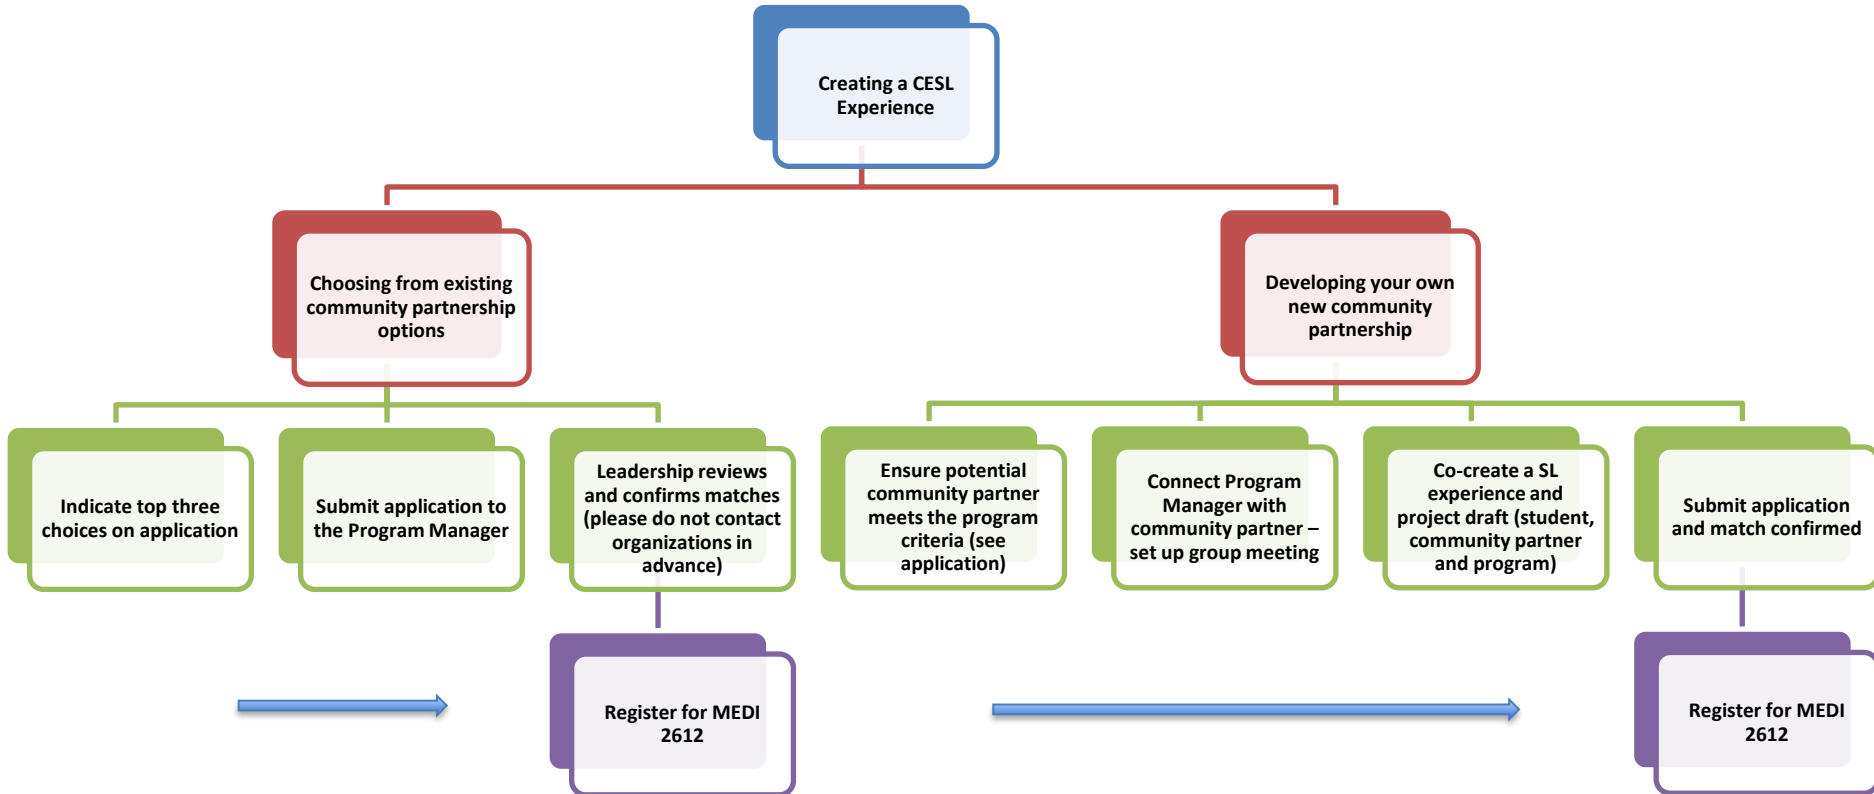 Creating a CESL
Experience
Choosing from existing
community partnership
options
Developing your own
new community
partnership
Indicate top three
choices on application
Submit application to
the Program Manager
Leadership reviews
and confirms matches
(please do not contact
organizations in
advance)
Ensure potential
community partner
meets the program
criteria (see
application)
Connect Program
Manager with
community partner –
set up group meeting
Co-create a SL
experience and
project draft (student,
community partner
and program)
Submit application
and match confirmed
Register for MEDI
2612
Register for MEDI
2612